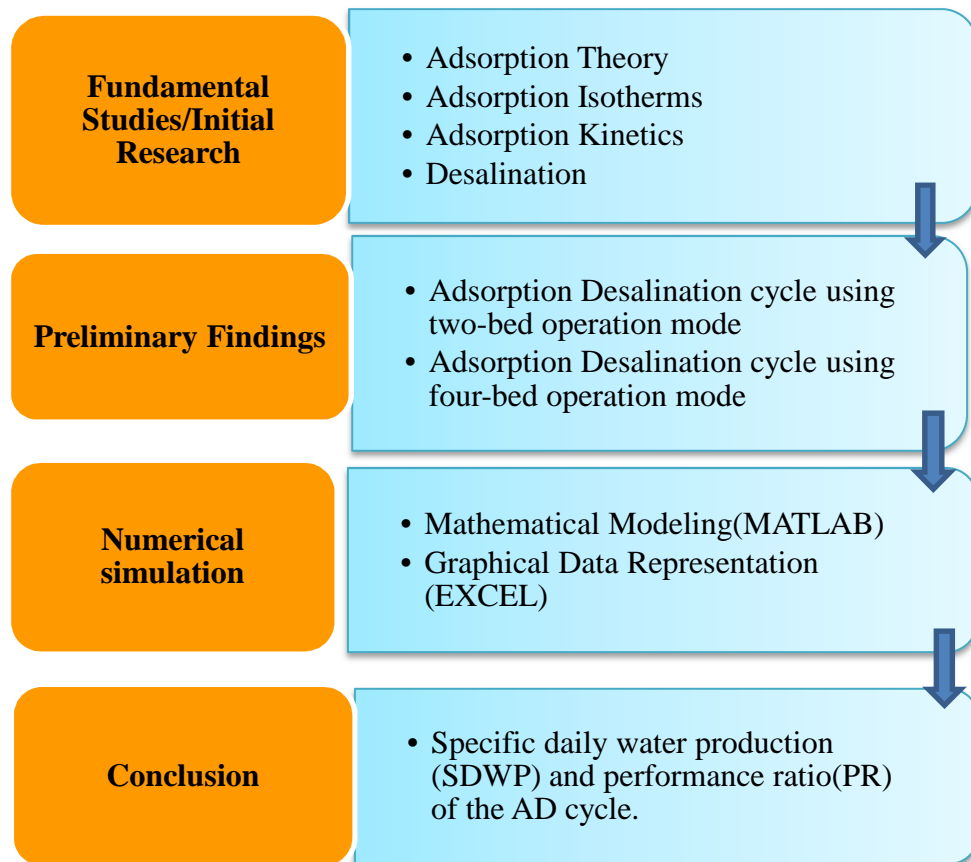 Fundamental
Studies/Initial
Research
• Adsorption Theory
• Adsorption Isotherms
• Adsorption Kinetics
• Desalination
Preliminary Findings
• Adsorption Desalination cycle using
two-bed operation mode
• Adsorption Desalination cycle using
four-bed operation mode
Numerical
simulation
• Mathematical Modeling(MATLAB)
• Graphical Data Representation
(EXCEL)
Conclusion
• Specific daily water production
(SDWP) and performance ratio(PR)
of the AD cycle.